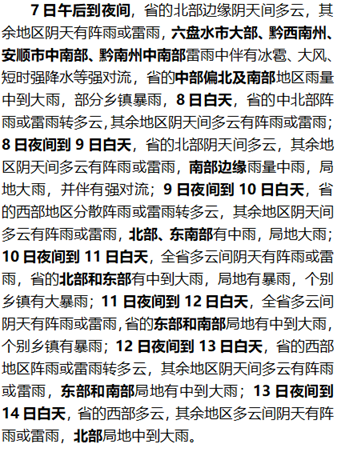 7日午后到夜间，省的北部边缘阴天间多云，其
余地区阴天有阵雨或雷雨，六盘水市大部、黔西南州、
安顺市中南部、黔南州中南部雷雨中伴有冰雹、大风、
短时强降水等强对流，省的中部偏北及南部地区雨量
中到大雨，部分乡镇暴雨，8日白天，省的中北部阵
雨或雷雨转多云，其余地区阴天间多云有阵雨或雷雨；
8日夜间到9日白天，省的北部阴天间多云，其余地
区阴天间多云有阵雨或雷雨，南部边缘雨量中雨，局
地大雨，并伴有强对流；9日夜间到10日白天，省
的西部地区分散阵雨或雷雨转多云，其余地区阴天间
多云有阵雨或雷雨，北部、东南部有中雨，局地大雨；
10日夜间到11日白天，全省多云间阴天有阵雨或雷
雨，省的北部和东部有中到大雨，局地有暴雨，个别
乡镇有大暴雨；11日夜间到12日白天，全省多云间
阴天有阵雨或雷雨，省的东部和南部局地有中到大雨，
个别乡镇有暴雨；12日夜间到13日白天，省的西部
地区阵雨或雷雨转多云，其余地区阴天间多云有阵雨
或雷雨，东部和南部局地有中到大雨；13日夜间到
14日白天，省的西部多云，其余地区多云间阴天有阵
雨或雷雨，北部局地中到大雨。